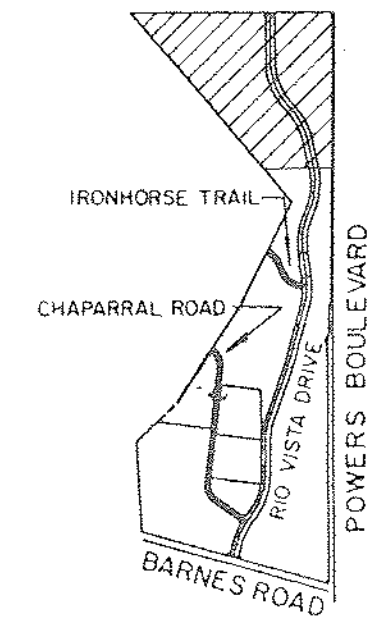 IRONHORSE TRAIL
CHAPARRAL ROAD
RIO VISTA DRIVE
POWERS BOULEVARD
BARNES ROAD